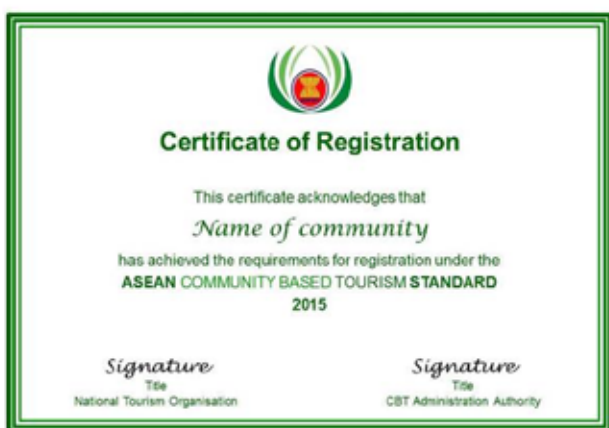 Certificate of Registration
This certificate acknowledges that
Name of community
has achieved the requirements for registration under the
ASEAN COMMUNITY BASED TOURISM STANDARD
2015
Signature Signature
Title Title
National Tourism Organisation CBT Administration Authority